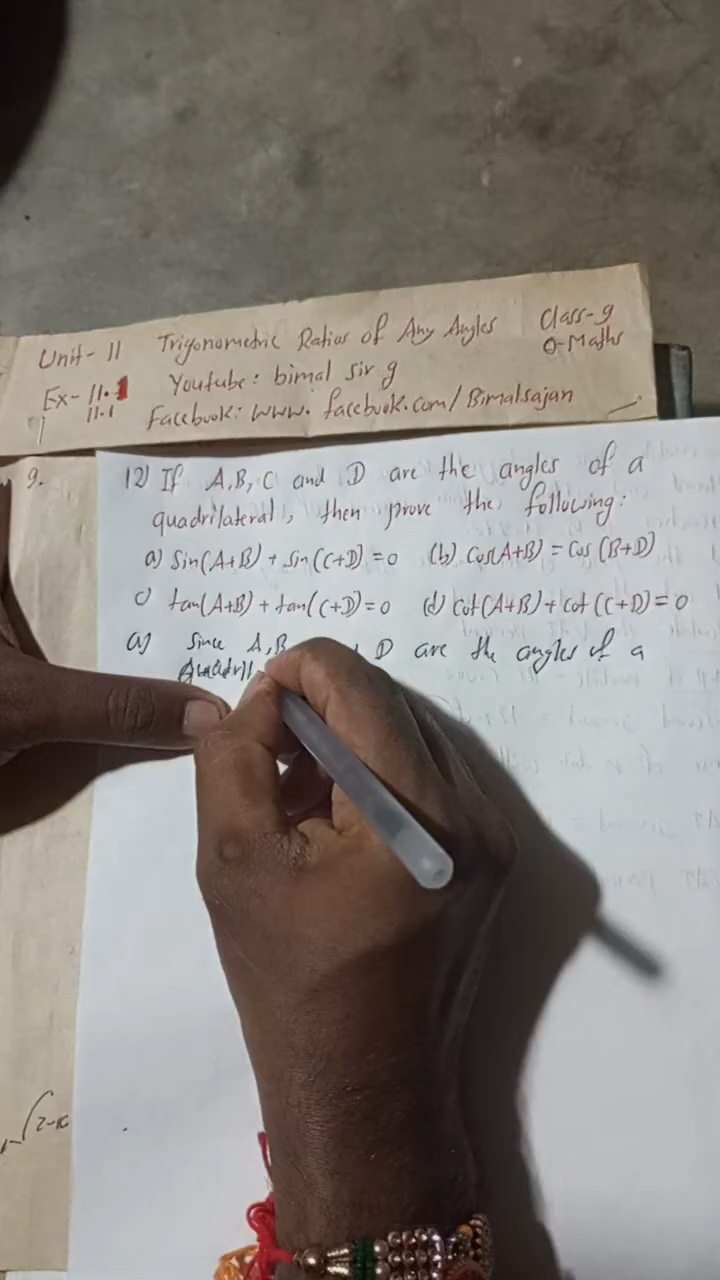 Unit- 11 Trigonometric Ratios of Any Angles Class-9
O-Maths
Ex- 11.1 Youtube: bimal sir g
11.1
Facebook: www. facebook.com/Bimalsajan
9.
12) If A,B, C and D are the angles of a
quadrilateral, then prove the following:
a) Sin(A+B) + sin(C+D) = 0 (b) Cos(A+B) = Cos (B+D)
c) tan(A+B) + tan(C+D) = 0 (d) Cot(A+B) + cot (C+D) = 0
a) Since A,B D are the angles of a
Quadril